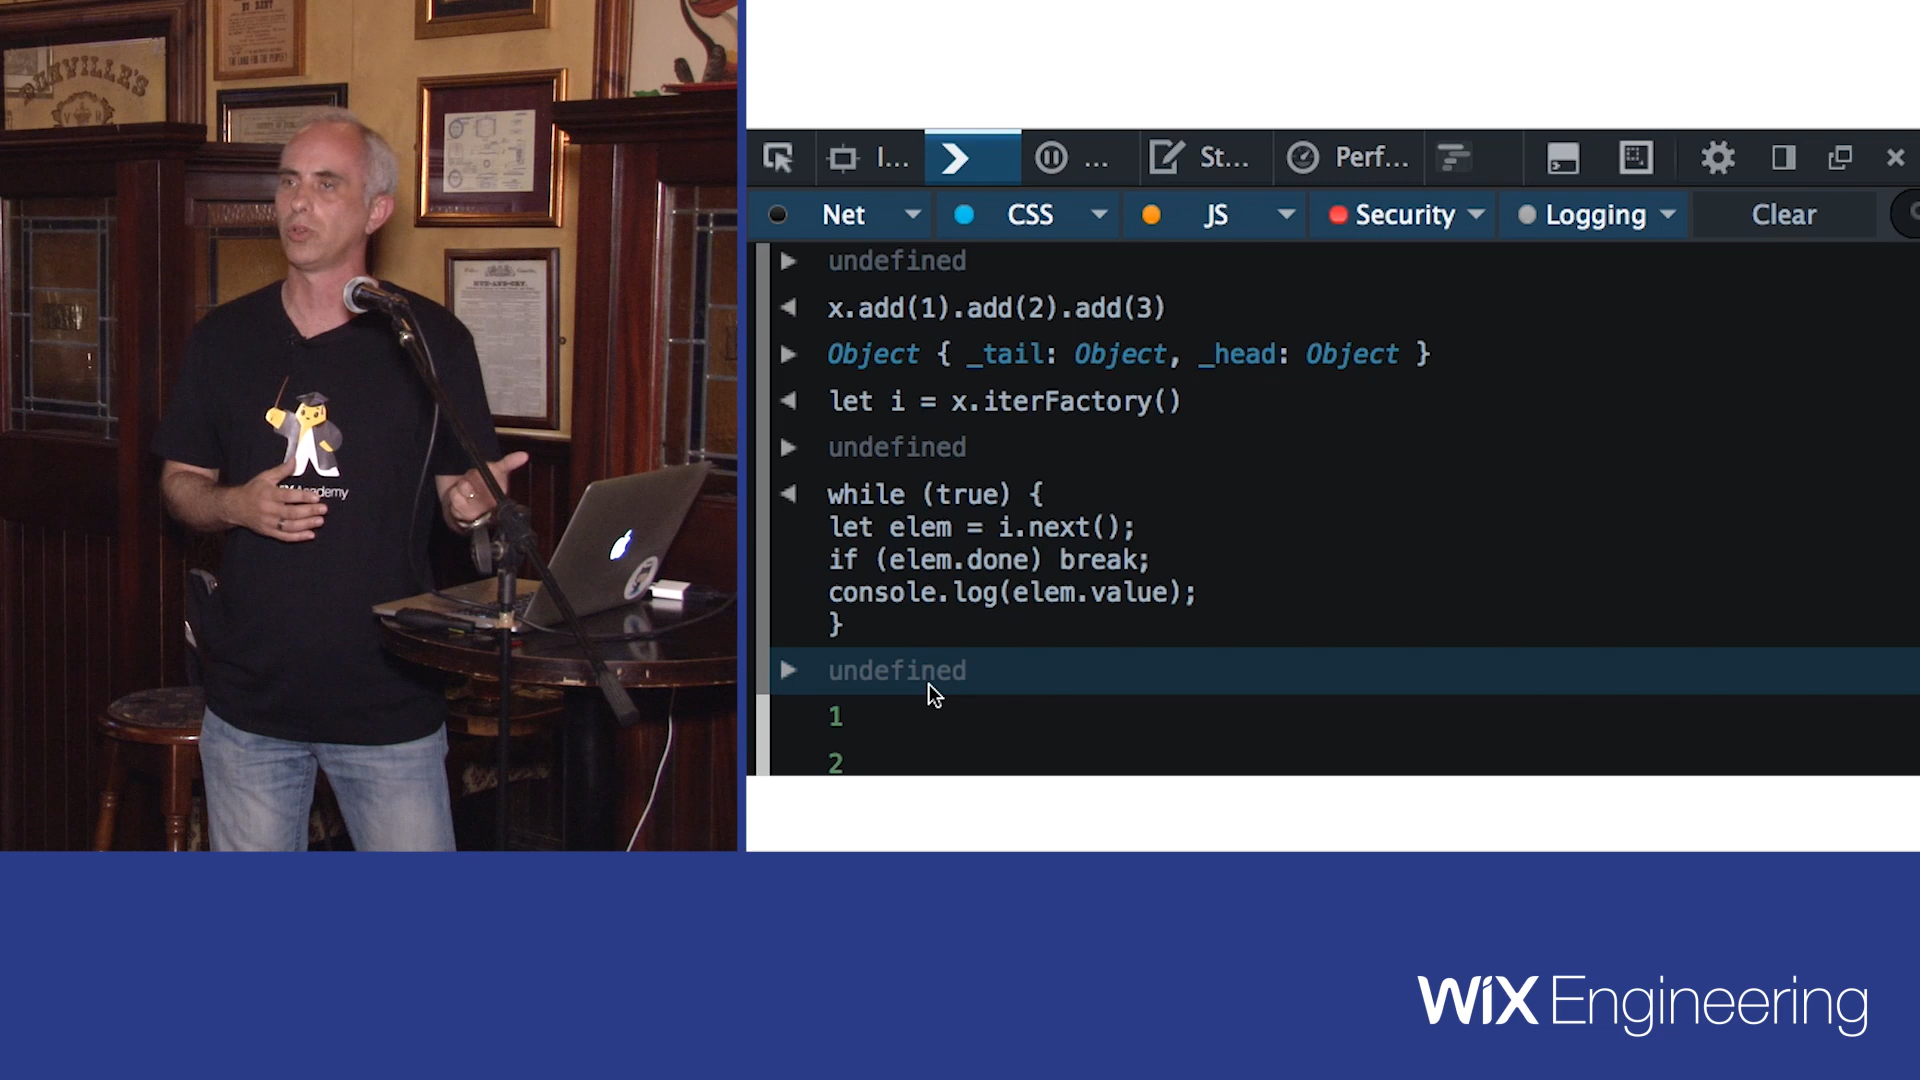 I...
...
St...
Perf...
Net
CSS
JS
Security
Logging
Clear
undefined
x.add(1).add(2).add(3)
Object { _tail: Object, _head: Object }
let i = x.iterFactory()
undefined
while (true) {
let elem = i.next();
if (elem.done) break;
console.log(elem.value);
}
undefined
1
2
WiX Engineering